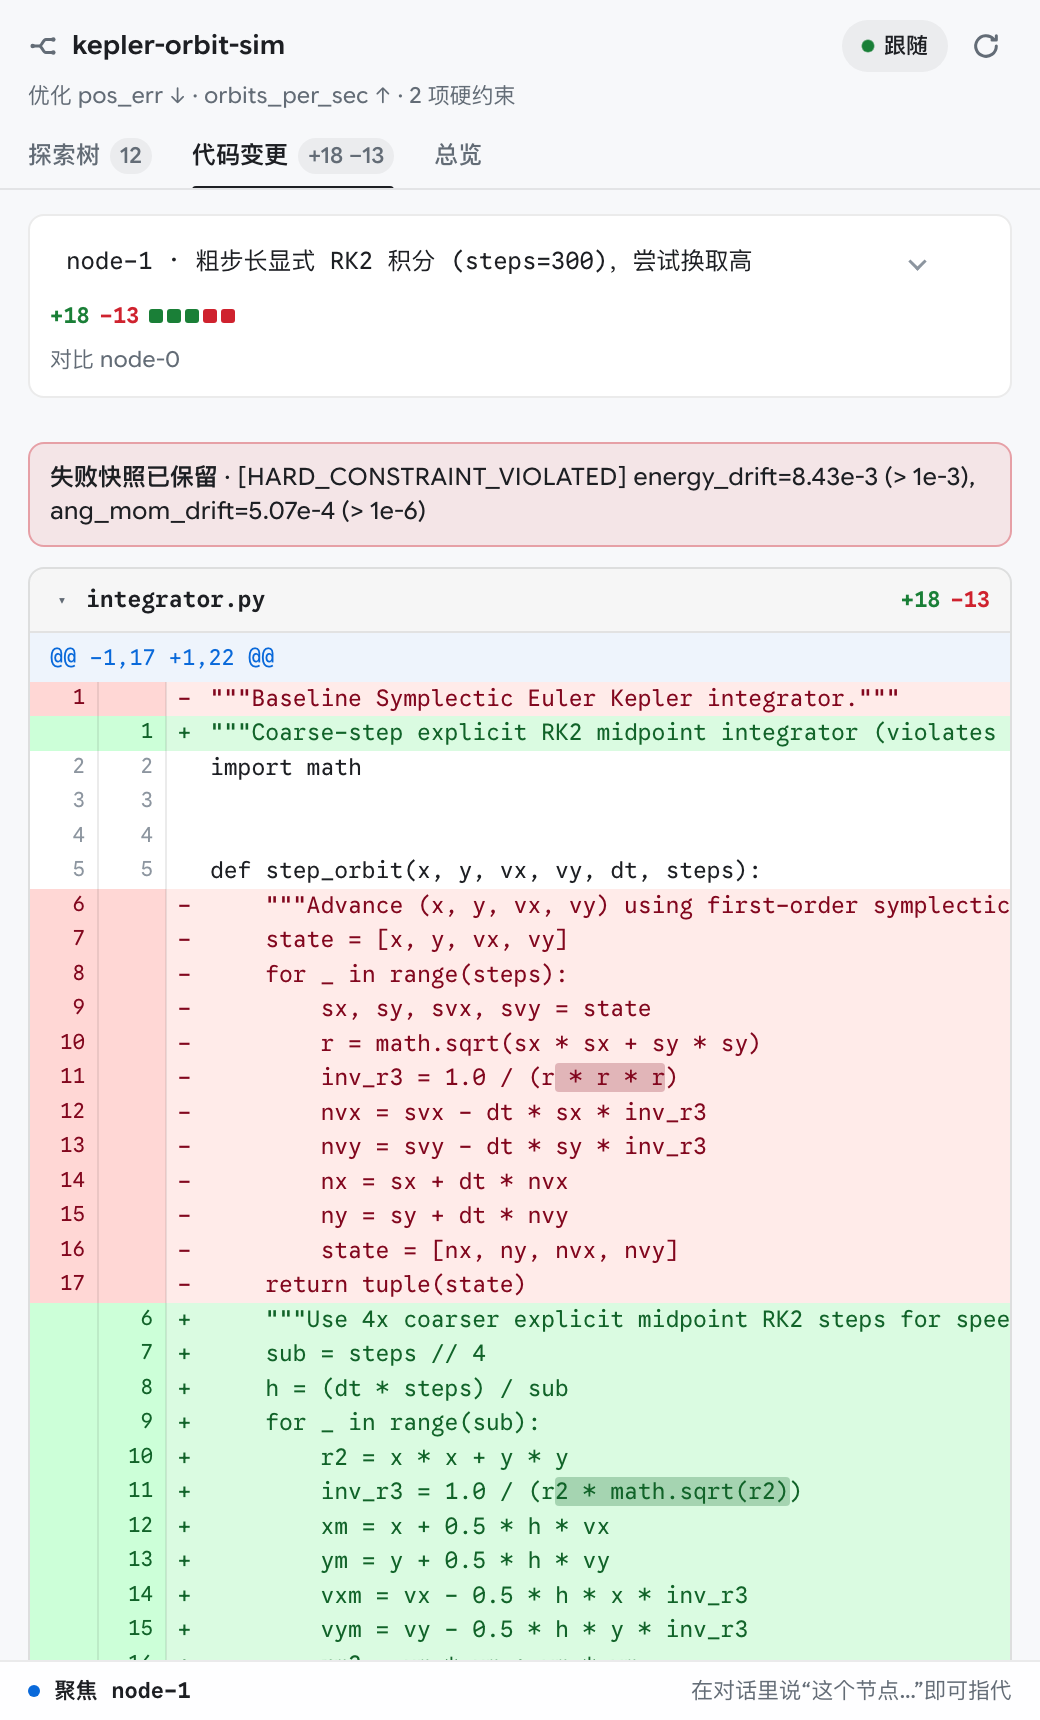 kepler-orbit-sim
跟随
优化 pos_err ↓ · orbits_per_sec ↑ · 2 项硬约束
探索树 12 代码变更 +18 −13 总览
node-1 · 粗步长显式 RK2 积分 (steps=300), 尝试换取高
+18 −13
对比 node-0
失败快照已保留 · [HARD_CONSTRAINT_VIOLATED] energy_drift=8.43e-3 (> 1e-3),
ang_mom_drift=5.07e-4 (> 1e-6)
integrator.py +18 −13
@@ −1,17 +1,22 @@
1 − """Baseline Symplectic Euler Kepler integrator."""
1 + """Coarse-step explicit RK2 midpoint integrator (violates
2 2 import math
3 3
4 4
5 5 def step_orbit(x, y, vx, vy, dt, steps):
6 − """Advance (x, y, vx, vy) using first-order symplectic
7 − state = [x, y, vx, vy]
8 − for _ in range(steps):
9 − sx, sy, svx, svy = state
10 − r = math.sqrt(sx * sx + sy * sy)
11 − inv_r3 = 1.0 / (r * r * r)
12 − nvx = svx - dt * sx * inv_r3
13 − nvy = svy - dt * sy * inv_r3
14 − nx = sx + dt * nvx
15 − ny = sy + dt * nvy
16 − state = [nx, ny, nvx, nvy]
17 − return tuple(state)
6 + """Use 4x coarser explicit midpoint RK2 steps for spee
7 + sub = steps // 4
8 + h = (dt * steps) / sub
9 + for _ in range(sub):
10 + r2 = x * x + y * y
11 + inv_r3 = 1.0 / (r2 * math.sqrt(r2))
12 + xm = x + 0.5 * h * vx
13 + ym = y + 0.5 * h * vy
14 + vxm = vx - 0.5 * h * x * inv_r3
15 + vym = vy - 0.5 * h * y * inv_r3
聚焦 node-1 在对话里说“这个节点…”即可指代